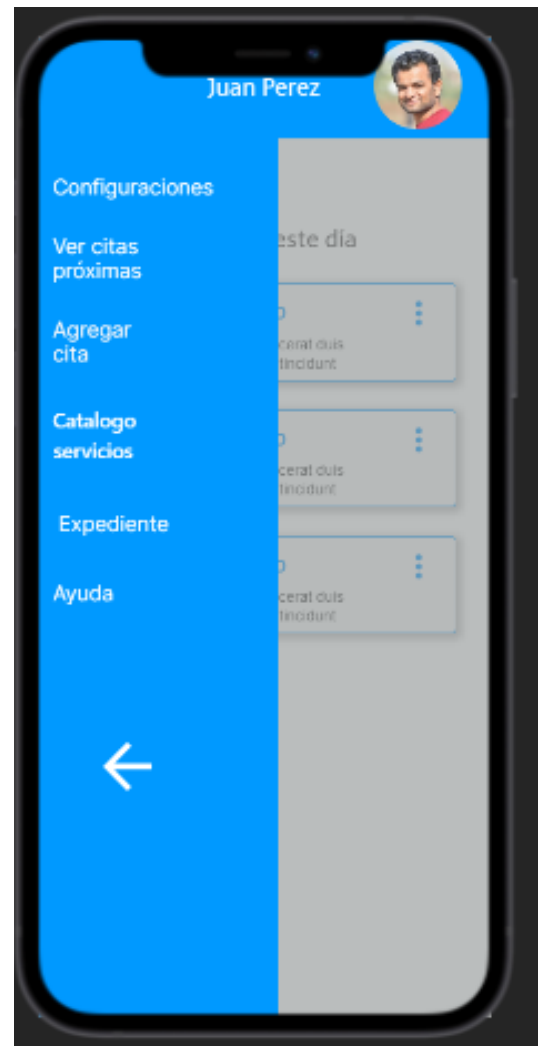 Juan Perez
Configuraciones
este día
Ver citas
próximas
Agregar
cita
cerat duis
tincidunt
Catalogo
servicios
cerat duis
tincidunt
Expediente
Ayuda
cerat duis
tincidunt